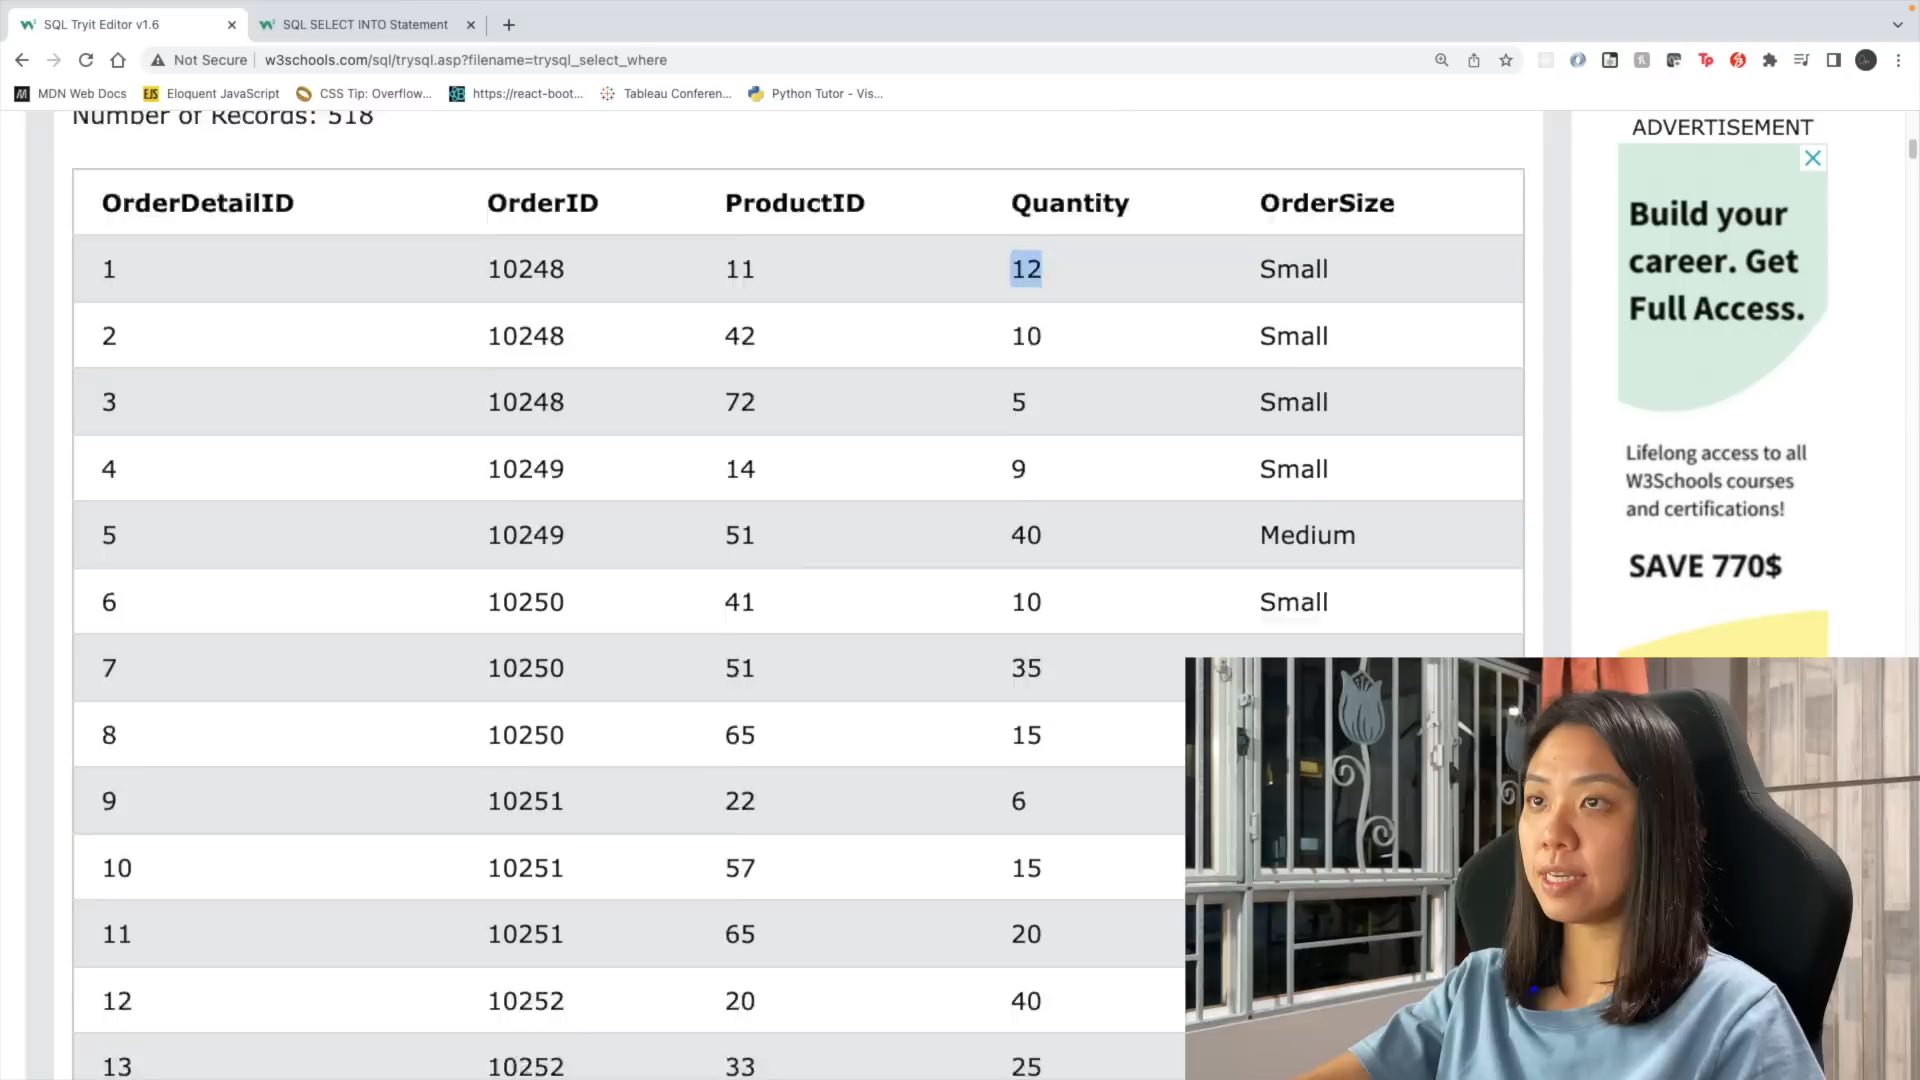 SQL Tryit Editor v1.6
SQL SELECT INTO Statement
Not Secure
w3schools.com/sql/trysql.asp?filename=trysql_select_where
MDN Web Docs
EJS Eloquent JavaScript
CSS Tip: Overflow...
https://react-boot...
Tableau Conferen...
Python Tutor - Vis...
Number of Records: 518
OrderDetailID OrderID ProductID Quantity OrderSize
1 10248 11 12 Small
2 10248 42 10 Small
3 10248 72 5 Small
4 10249 14 9 Small
5 10249 51 40 Medium
6 10250 41 10 Small
7 10250 51 35
8 10250 65 15
9 10251 22 6
10 10251 57 15
11 10251 65 20
12 10252 20 40
13 10252 33 25
ADVERTISEMENT
Build your
career. Get
Full Access.
Lifelong access to all
W3Schools courses
and certifications!
SAVE 770$